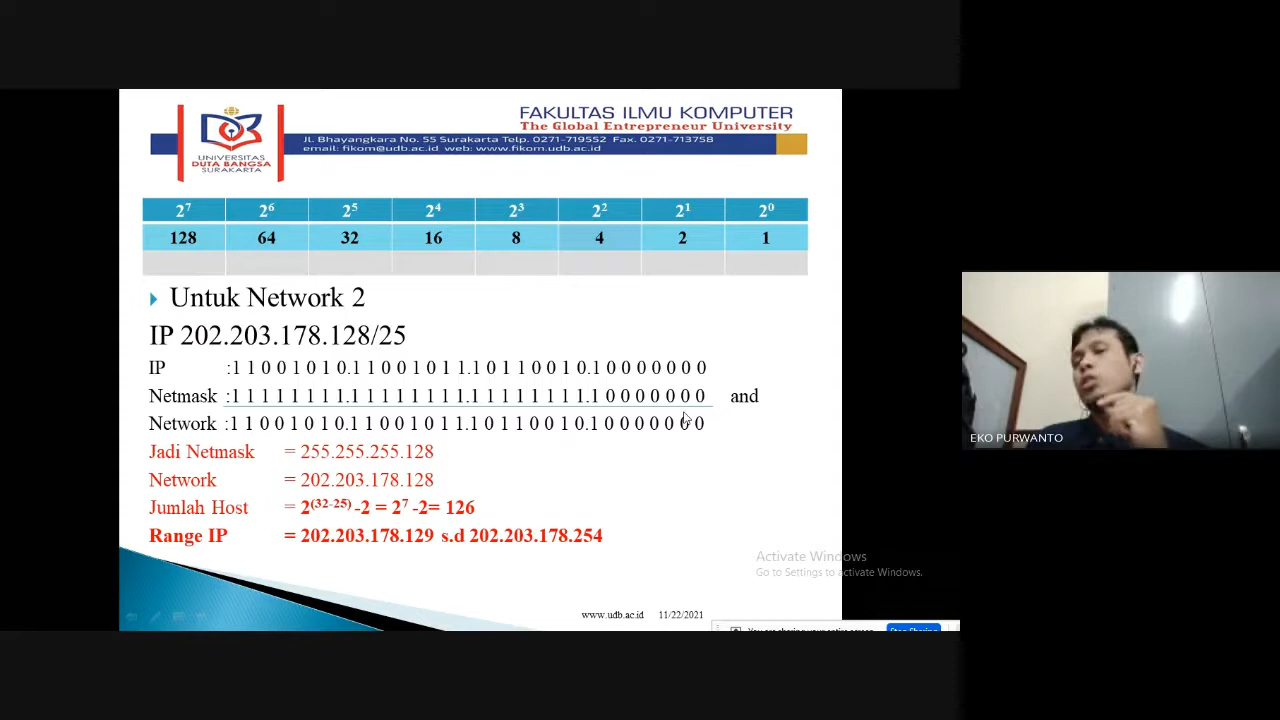 FAKULTAS ILMU KOMPUTER
The Global Entrepreneur University
JL. Bhayangkara No. 55 Surakarta Telp. 0271-719552 Fax. 0271-713758
email: fikom@udb.ac.id web: www.fikom.udb.ac.id
UNIVERSITAS
DUTA BANGSA
SURAKARTA
2⁷ 2⁶ 2⁵ 2⁴ 2³ 2² 2¹ 2⁰
128 64 32 16 8 4 2 1
Untuk Network 2
IP 202.203.178.128/25
IP :1 1 0 0 1 0 1 0.1 1 0 0 1 0 1 1.1 0 1 1 0 0 1 0.1 0 0 0 0 0 0 0
Netmask :1 1 1 1 1 1 1 1.1 1 1 1 1 1 1 1.1 1 1 1 1 1 1 1.1 0 0 0 0 0 0 0 and
Network :1 1 0 0 1 0 1 0.1 1 0 0 1 0 1 1.1 0 1 1 0 0 1 0.1 0 0 0 0 0 0 0
Jadi Netmask = 255.255.255.128
Network = 202.203.178.128
Jumlah Host = 2⁽³²⁻²⁵⁾ -2 = 2⁷ -2= 126
Range IP = 202.203.178.129 s.d 202.203.178.254
www.udb.ac.id 11/22/2021
EKO PURWANTO
Activate Windows
Go to Settings to activate Windows.
You are sharing your entire screen. Stop Sharing